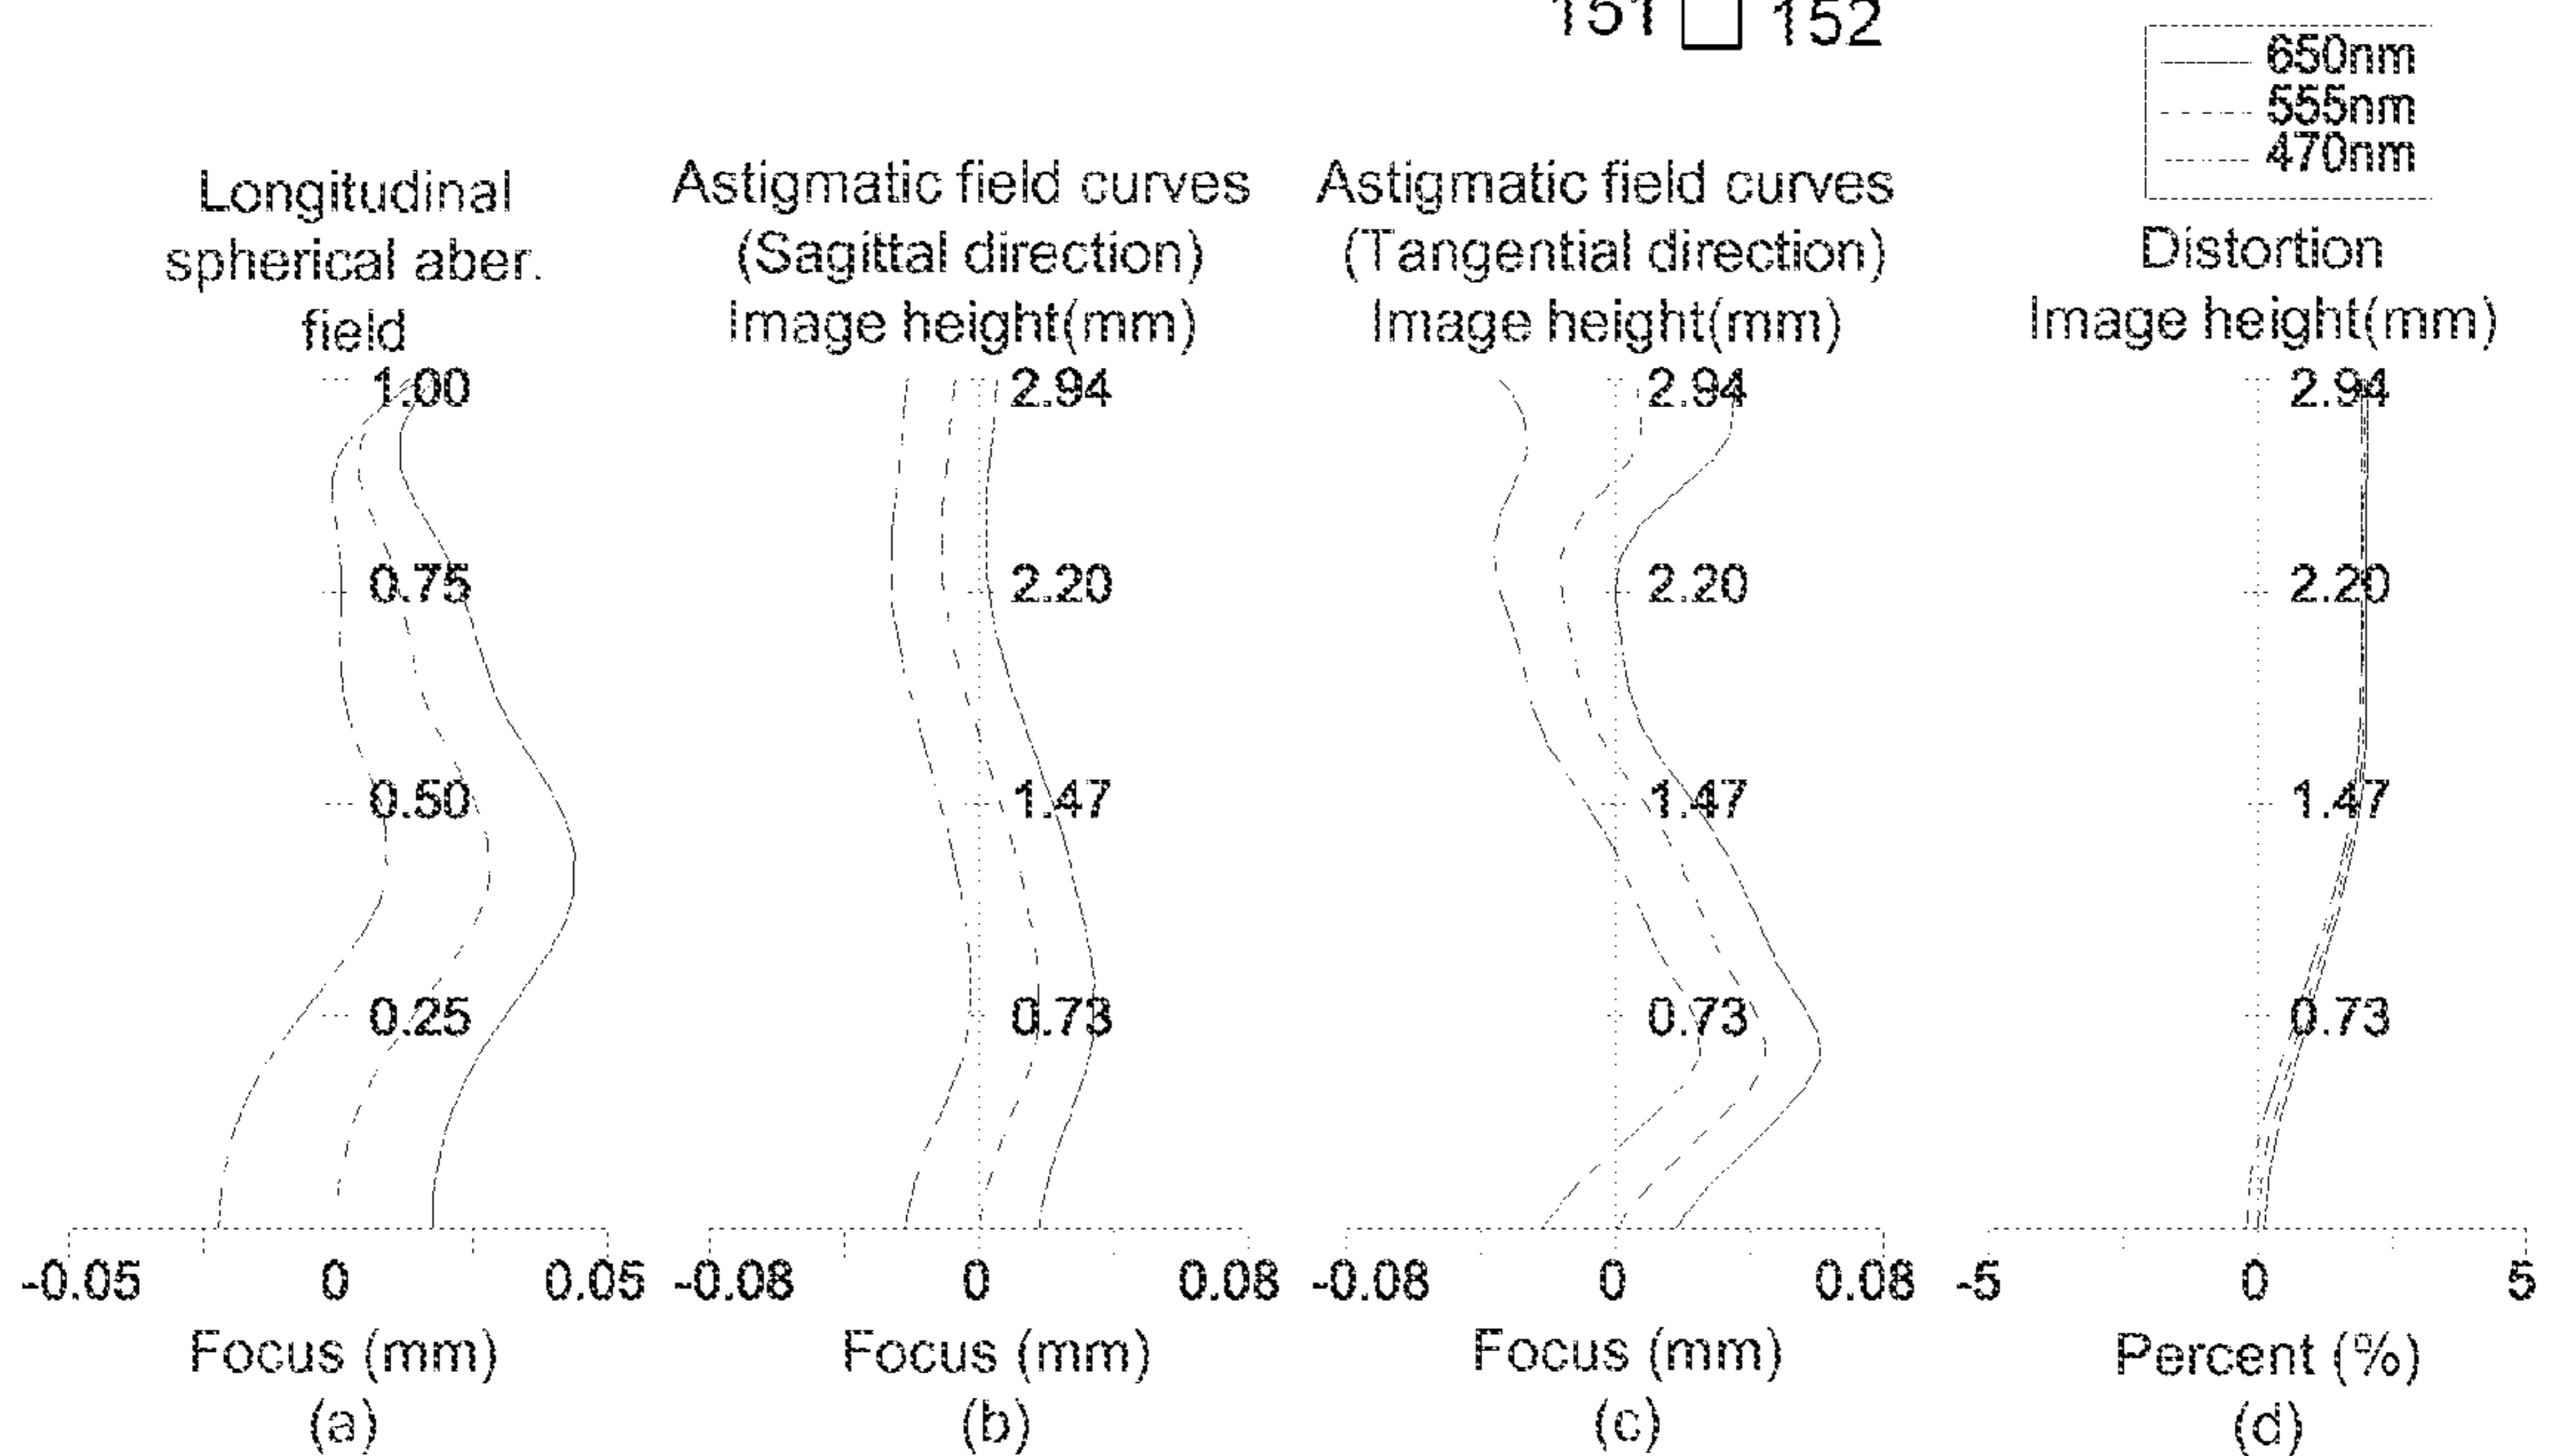 151 152
650nm
555nm
470nm
Longitudinal
spherical aber.
field
1.00
0.75
0.50
0.25
-0.05 0 0.05
Focus (mm)
(a)
Astigmatic field curves
(Sagittal direction)
Image height(mm)
2.94
2.20
1.47
0.73
-0.08 0 0.08
Focus (mm)
(b)
Astigmatic field curves
(Tangential direction)
Image height(mm)
2.94
2.20
1.47
0.73
-0.08 0 0.08
Focus (mm)
(c)
Distortion
Image height(mm)
2.94
2.20
1.47
0.73
-5 0 5
Percent (%)
(d)